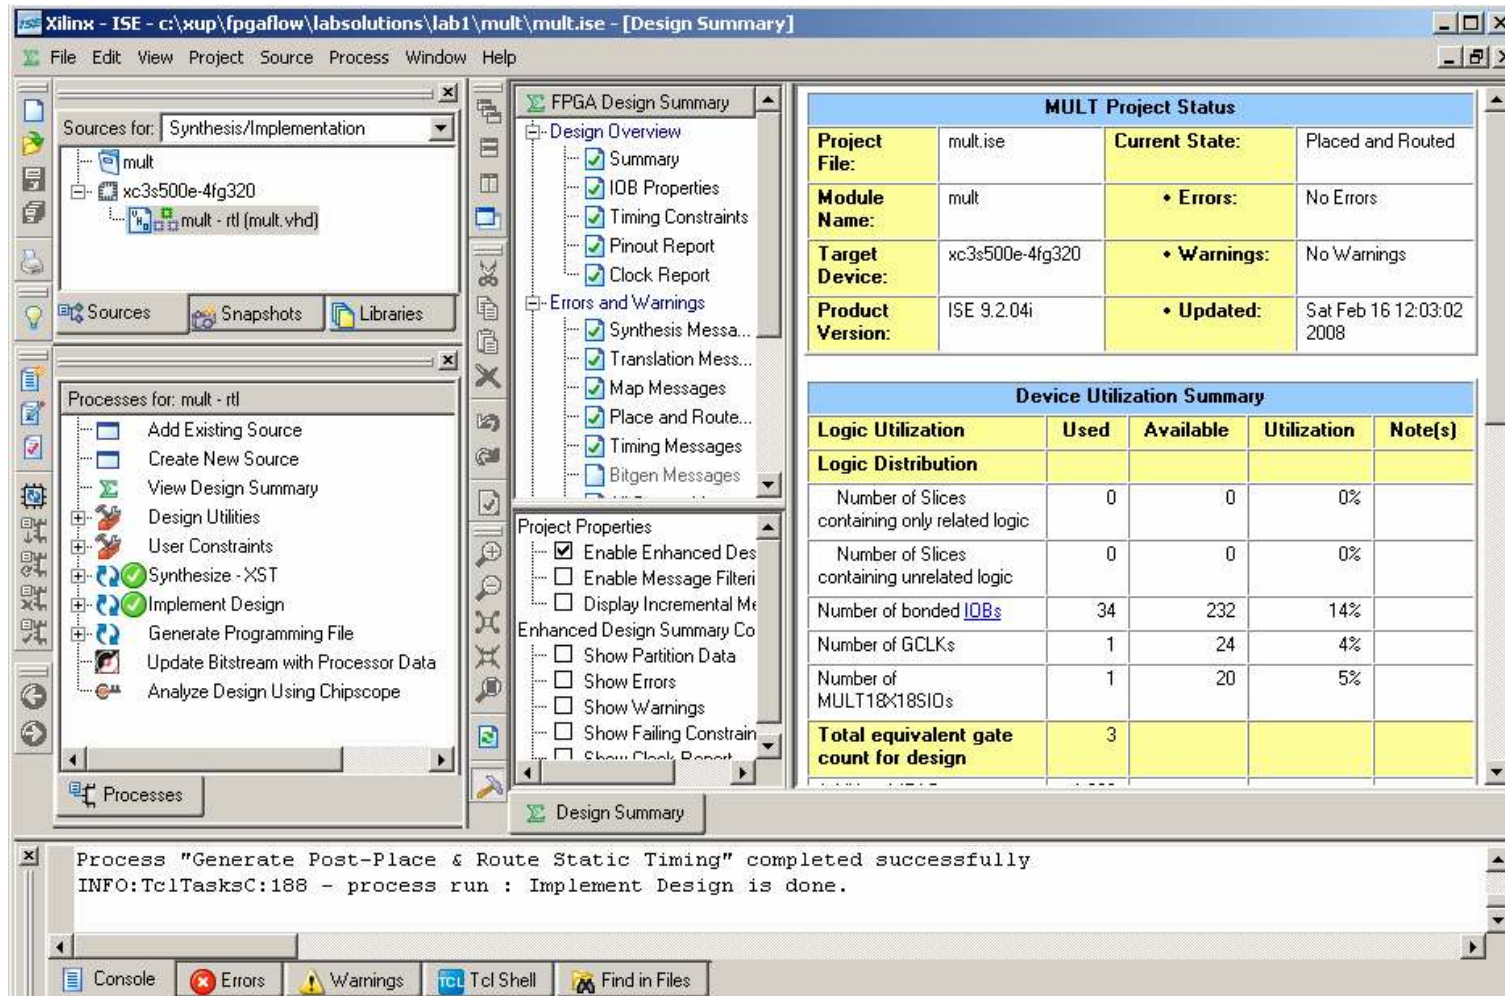 Xilinx - ISE - c:\xup\fpgaflow\labsolutions\lab1\mult\mult.ise - [Design Summary]
File Edit View Project Source Process Window Help
Sources for: Synthesis/Implementation
mult
xc3s500e-4fg320
mult - rtl (mult.vhd)
Sources Snapshots Libraries
Processes for: mult - rtl
Add Existing Source
Create New Source
View Design Summary
Design Utilities
User Constraints
Synthesize - XST
Implement Design
Generate Programming File
Update Bitstream with Processor Data
Analyze Design Using Chipscope
Processes
FPGA Design Summary
Design Overview
Summary
IOB Properties
Timing Constraints
Pinout Report
Clock Report
Errors and Warnings
Synthesis Messa...
Translation Mess...
Map Messages
Place and Route...
Timing Messages
Bitgen Messages
Project Properties
Enable Enhanced Des
Enable Message Filteri
Display Incremental Me
Enhanced Design Summary Co
Show Partition Data
Show Errors
Show Warnings
Show Failing Constrain
Show Clock Report
Design Summary
MULT Project Status
Project File: mult.ise Current State: Placed and Routed
Module Name: mult • Errors: No Errors
Target Device: xc3s500e-4fg320 • Warnings: No Warnings
Product Version: ISE 9.2.04i • Updated: Sat Feb 16 12:03:02 2008
Device Utilization Summary
Logic Utilization Used Available Utilization Note(s)
Logic Distribution
Number of Slices containing only related logic 0 0 0%
Number of Slices containing unrelated logic 0 0 0%
Number of bonded IOBs 34 232 14%
Number of GCLKs 1 24 4%
Number of MULT18X18SIOs 1 20 5%
Total equivalent gate count for design 3
Process "Generate Post-Place & Route Static Timing" completed successfully
INFO:TclTasksC:188 - process run : Implement Design is done.
Console Errors Warnings TCL Tcl Shell Find in Files